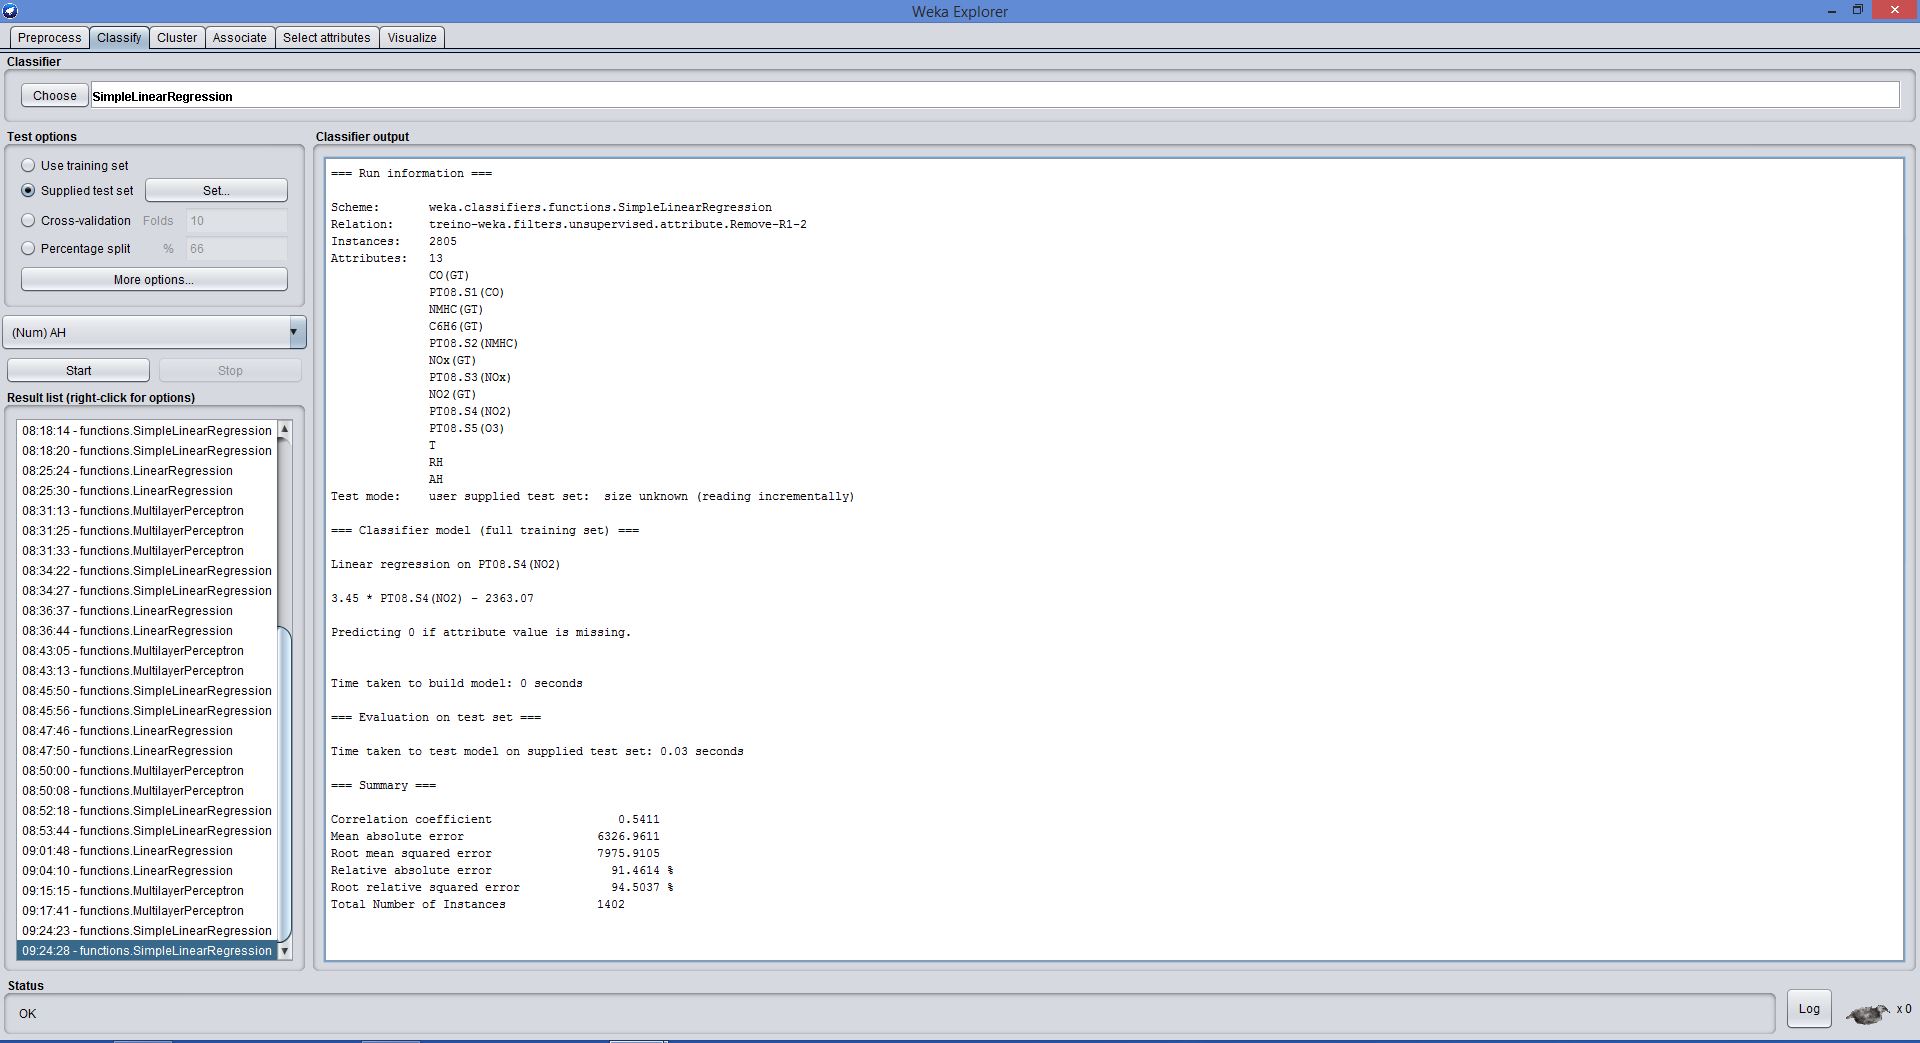 Weka Explorer
Preprocess Classify Cluster Associate Select attributes Visualize
Classifier
Choose SimpleLinearRegression
Test options
Use training set
Supplied test set Set...
Cross-validation Folds 10
Percentage split % 66
More options...
(Num) AH
Start Stop
Result list (right-click for options)
08:18:14 - functions.SimpleLinearRegression
08:18:20 - functions.SimpleLinearRegression
08:25:24 - functions.LinearRegression
08:25:30 - functions.LinearRegression
08:31:13 - functions.MultilayerPerceptron
08:31:25 - functions.MultilayerPerceptron
08:31:33 - functions.MultilayerPerceptron
08:34:22 - functions.SimpleLinearRegression
08:34:27 - functions.SimpleLinearRegression
08:36:37 - functions.LinearRegression
08:36:44 - functions.LinearRegression
08:43:05 - functions.MultilayerPerceptron
08:43:13 - functions.MultilayerPerceptron
08:45:50 - functions.SimpleLinearRegression
08:45:56 - functions.SimpleLinearRegression
08:47:46 - functions.LinearRegression
08:47:50 - functions.LinearRegression
08:50:00 - functions.MultilayerPerceptron
08:50:08 - functions.MultilayerPerceptron
08:52:18 - functions.SimpleLinearRegression
08:53:44 - functions.SimpleLinearRegression
09:01:48 - functions.LinearRegression
09:04:10 - functions.LinearRegression
09:15:15 - functions.MultilayerPerceptron
09:17:41 - functions.MultilayerPerceptron
09:24:23 - functions.SimpleLinearRegression
09:24:28 - functions.SimpleLinearRegression
Classifier output
=== Run information ===
Scheme: weka.classifiers.functions.SimpleLinearRegression
Relation: treino-weka.filters.unsupervised.attribute.Remove-R1-2
Instances: 2805
Attributes: 13
CO(GT)
PT08.S1(CO)
NMHC(GT)
C6H6(GT)
PT08.S2(NMHC)
NOx(GT)
PT08.S3(NOx)
NO2(GT)
PT08.S4(NO2)
PT08.S5(O3)
T
RH
AH
Test mode: user supplied test set: size unknown (reading incrementally)
=== Classifier model (full training set) ===
Linear regression on PT08.S4(NO2)
3.45 * PT08.S4(NO2) - 2363.07
Predicting 0 if attribute value is missing.
Time taken to build model: 0 seconds
=== Evaluation on test set ===
Time taken to test model on supplied test set: 0.03 seconds
=== Summary ===
Correlation coefficient 0.5411
Mean absolute error 6326.9611
Root mean squared error 7975.9105
Relative absolute error 91.4614 %
Root relative squared error 94.5037 %
Total Number of Instances 1402
Status
OK
Log x 0